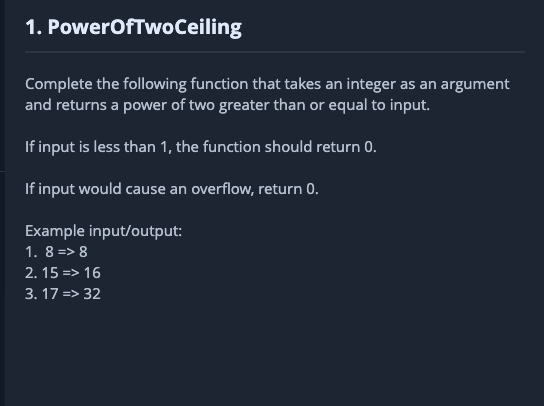 1. PowerOfTwoCeiling
Complete the following function that takes an integer as an argument
and returns a power of two greater than or equal to input.
If input is less than 1, the function should return 0.
If input would cause an overflow, return 0.
Example input/output:
1. 8 => 8
2. 15 => 16
3. 17 => 32